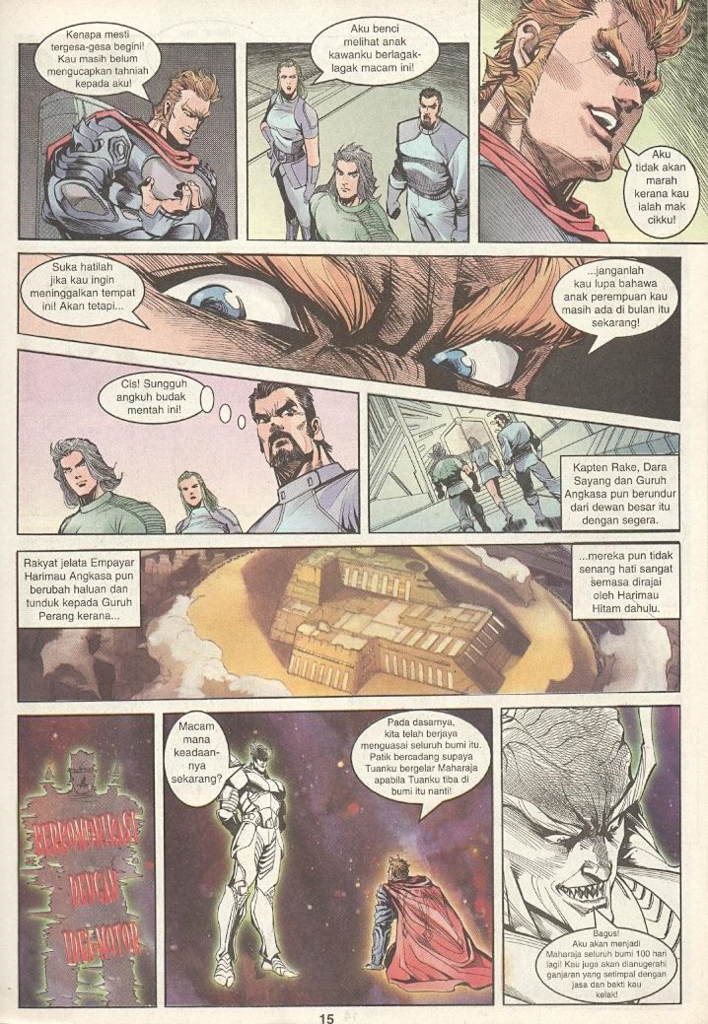 Kenapa mesti
tergesa-gesa begini!
Kau masih belum
mengucapkan tahniah
kepada aku!
Aku benci
melihat anak
kawanku berlagak-
lagak macam ini!
Aku
tidak akan
marah
kerana kau
ialah mak
cikku!
Suka hatilah
jika kau ingin
meninggalkan tempat
ini! Akan tetapi...
...janganlah
kau lupa bahawa
anak perempuan kau
masih ada di bulan itu
sekarang!
Cis! Sungguh
angkuh budak
mentah ini!
Kapten Rake, Dara
Sayang dan Guruh
Angkasa pun berundur
dari dewan besar itu
dengan segera.
Rakyat jelata Empayar
Harimau Angkasa pun
berubah haluan dan
tunduk kepada Guruh
Perang kerana...
...mereka pun tidak
senang hati sangat
semasa dirajai
oleh Harimau
Hitam dahulu.
BERKOMUNIKASI
DENGAN
Macam
mana
keadaan-
nya
sekarang?
Pada dasarnya,
kita telah berjaya
menguasai seluruh bumi itu.
Patik bercadang supaya
Tuanku bergelar Maharaja
apabila Tuanku tiba di
bumi itu nanti!
Bagus!
Aku akan menjadi
Maharaja seluruh bumi 100 hari
lagi! Kau juga akan dianugerahi
ganjaran yang setimpal dengan
jasa dan bakti kau
kelak!
15